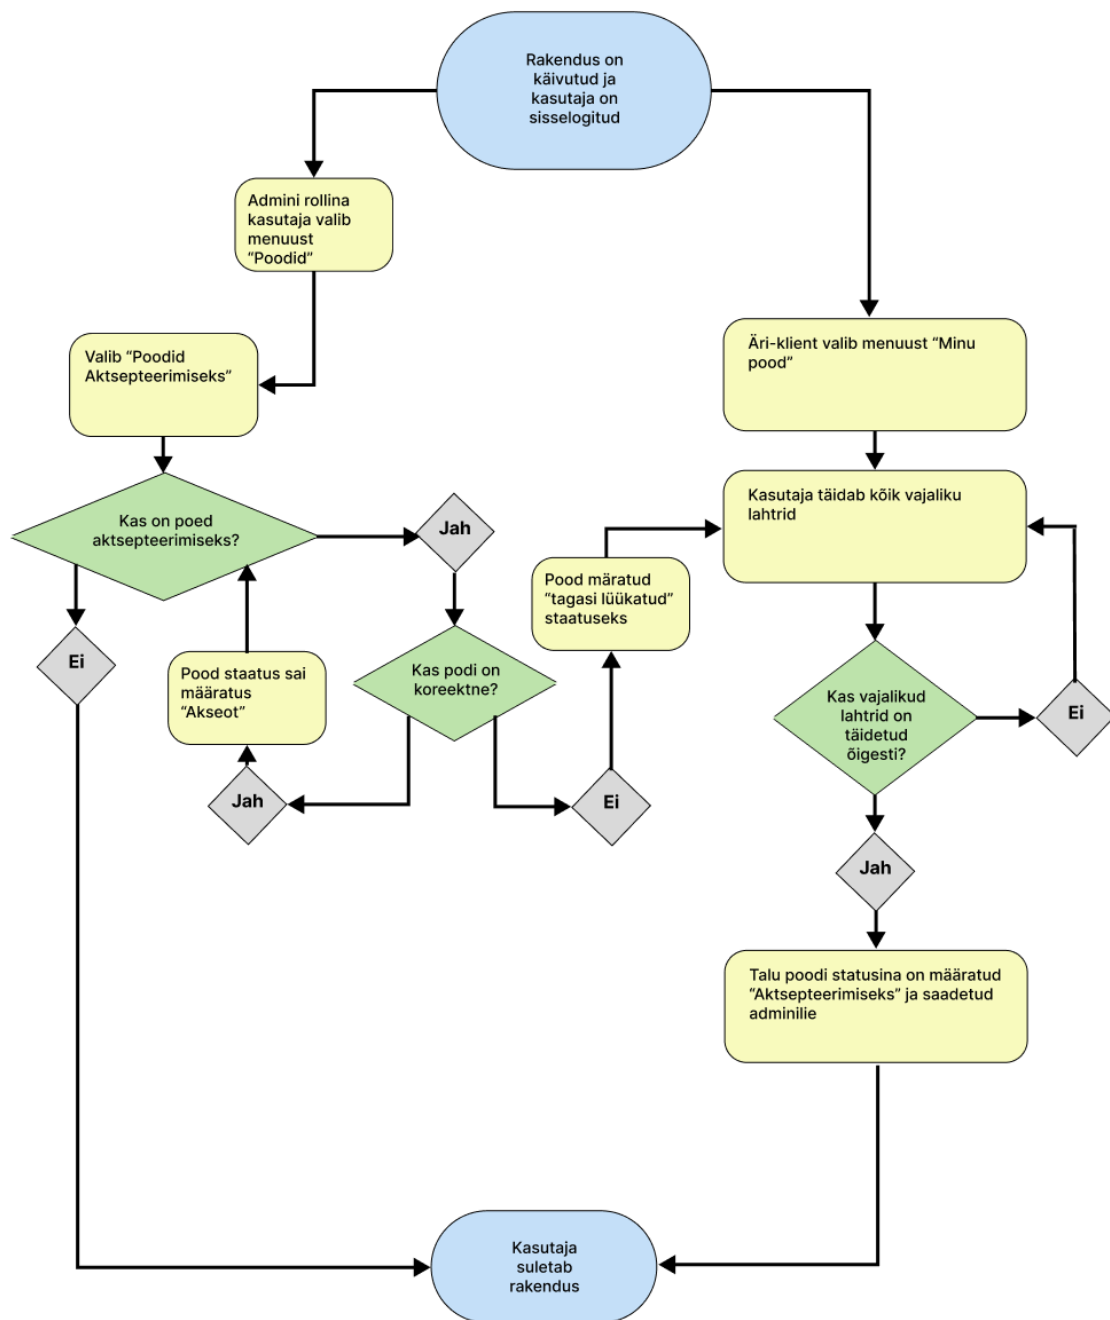 Rakendus on
käivutud ja
kasutaja on
sisselogitud
Admini rollina
kasutaja valib
menuust
“Poodid”
Valib “Poodid
Aktsepteerimiseks”
Äri-klient valib menuust “Minu
pood”
Kas on poed
aktsepteerimiseks?
Jah
Kasutaja täidab kõik vajaliku
lahtrid
Pood märatud
“tagasi lüükatud”
staatuseks
Ei
Pood staatus sai
määratus
“Akseot”
Kas podi on
koreektne?
Kas vajalikud
lahtrid on
täidetud
õigesti?
Ei
Jah
Ei
Jah
Talu poodi statusina on määratud
“Aktsepteerimiseks” ja saadetud
adminilie
Kasutaja
suletab
rakendus